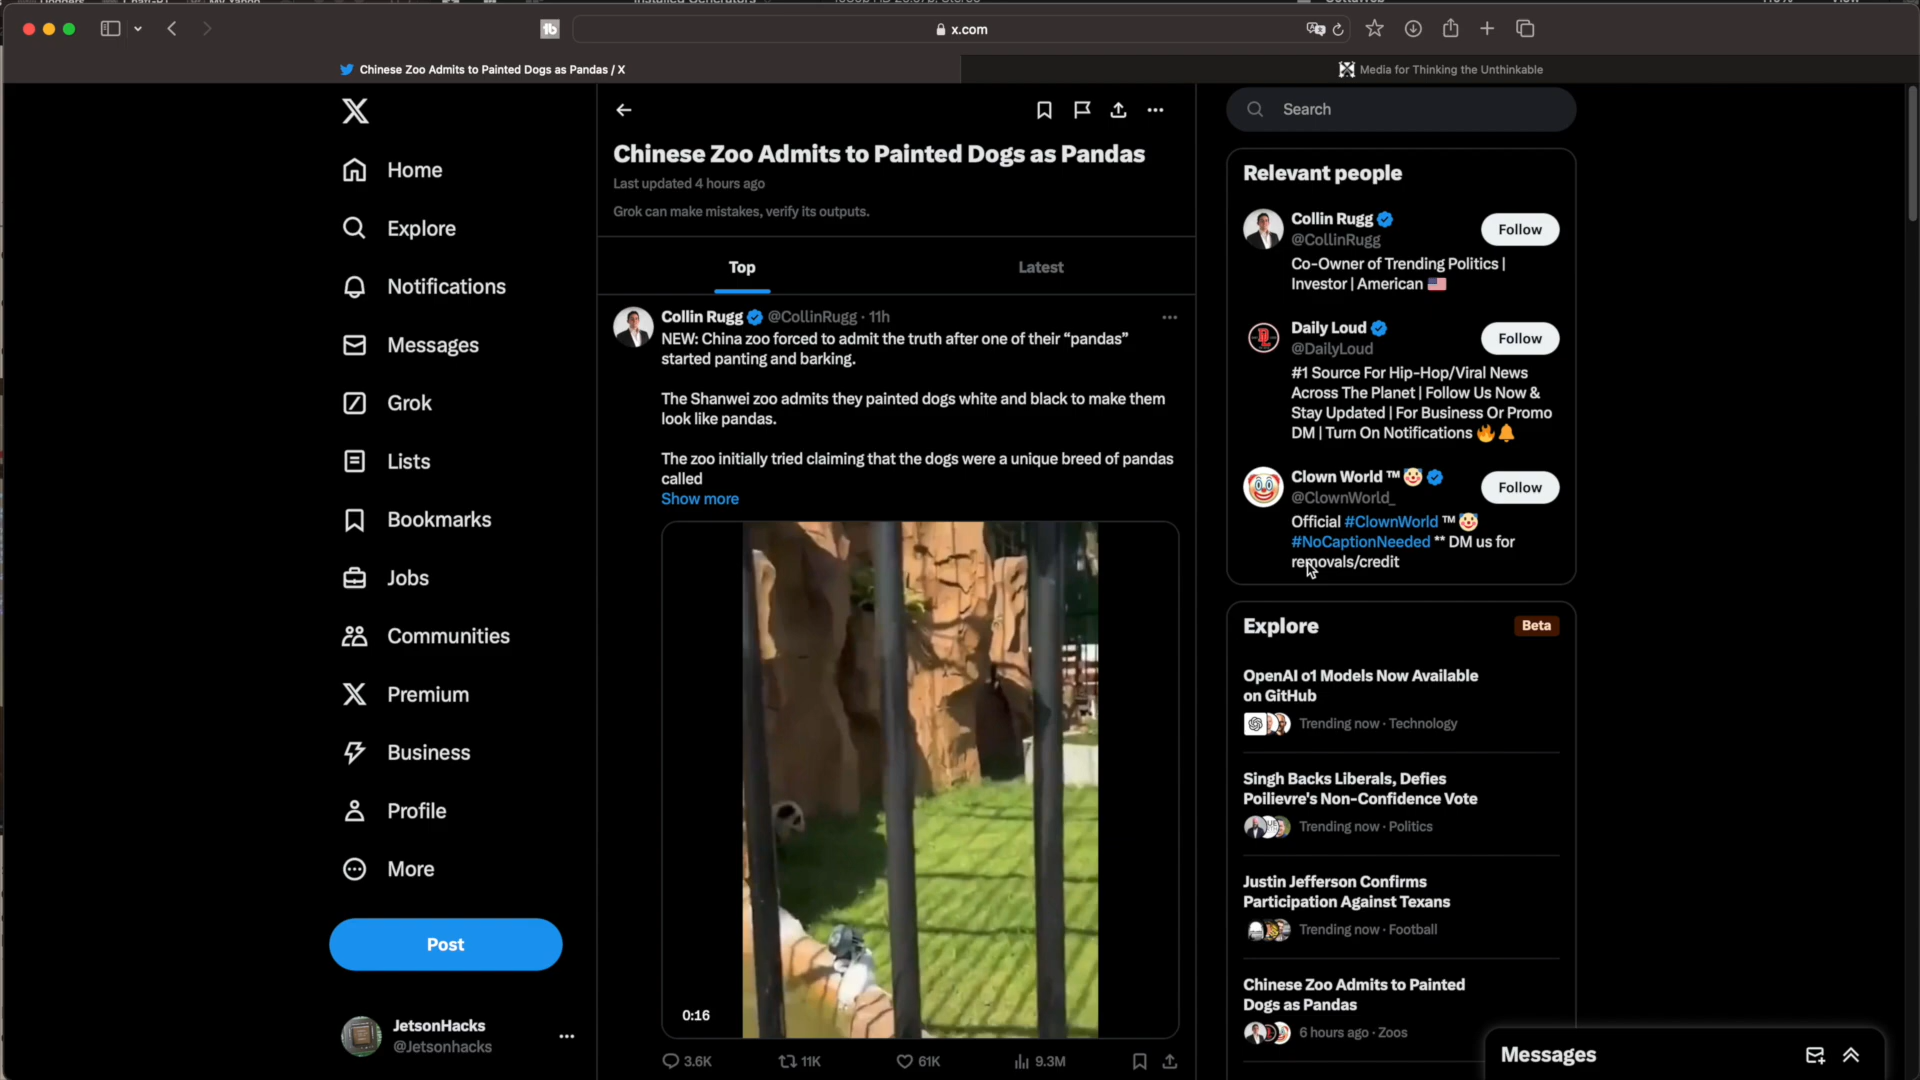 x.com
Chinese Zoo Admits to Painted Dogs as Pandas / X
Media for Thinking the Unthinkable
Home
Explore
Notifications
Messages
Grok
Lists
Bookmarks
Jobs
Communities
Premium
Business
Profile
More
Post
JetsonHacks
@Jetsonhacks
Chinese Zoo Admits to Painted Dogs as Pandas
Last updated 4 hours ago
Grok can make mistakes, verify its outputs.
Top
Latest
Collin Rugg @CollinRugg · 11h
NEW: China zoo forced to admit the truth after one of their “pandas”
started panting and barking.
The Shanwei zoo admits they painted dogs white and black to make them
look like pandas.
The zoo initially tried claiming that the dogs were a unique breed of pandas
called
Show more
0:16
3.6K 11K 61K 9.3M
Search
Relevant people
Collin Rugg
@CollinRugg
Follow
Co-Owner of Trending Politics |
Investor | American 🇺🇸
Daily Loud
@DailyLoud
Follow
#1 Source For Hip-Hop/Viral News
Across The Planet | Follow Us Now &
Stay Updated | For Business Or Promo
DM | Turn On Notifications 🔥🔔
Clown World ™ 🤡
@ClownWorld_
Follow
Official #ClownWorld ™ 🤡
#NoCaptionNeeded ** DM us for
removals/credit
Explore
Beta
OpenAI o1 Models Now Available
on GitHub
Trending now · Technology
Singh Backs Liberals, Defies
Poilievre's Non-Confidence Vote
Trending now · Politics
Justin Jefferson Confirms
Participation Against Texans
Trending now · Football
Chinese Zoo Admits to Painted
Dogs as Pandas
6 hours ago · Zoos
Messages